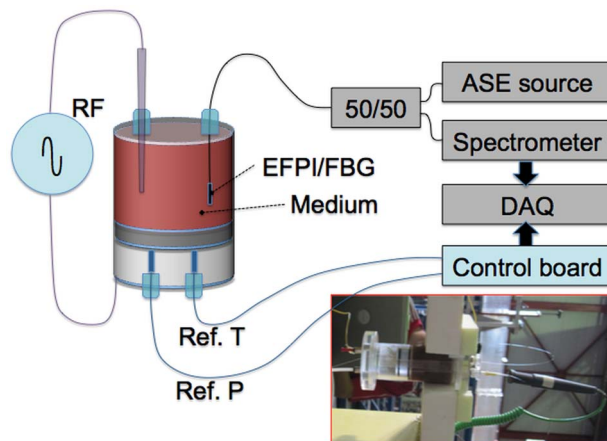 RF
50/50
ASE source
Spectrometer
EFPI/FBG
Medium
DAQ
Control board
Ref. T
Ref. P